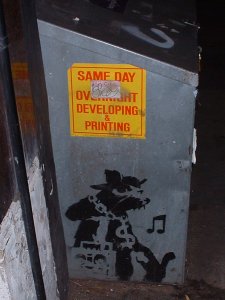 SAME DAY
OVERNIGHT
DEVELOPING
&
PRINTING